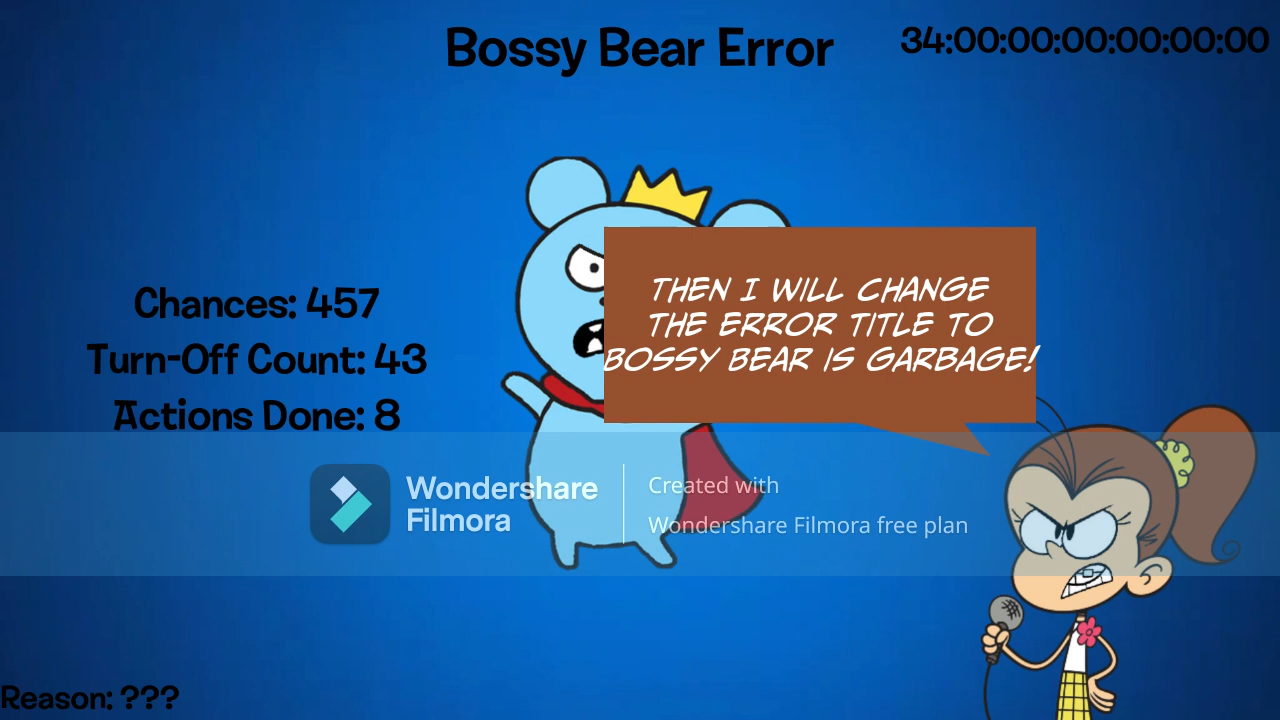 Bossy Bear Error
34:00:00:00:00:00:00
THEN I WILL CHANGE
THE ERROR TITLE TO
BOSSY BEAR IS GARBAGE!
Chances: 457
Turn-Off Count: 43
Actions Done: 8
Wondershare
Filmora
Created with
Wondershare Filmora free plan
Reason: ???